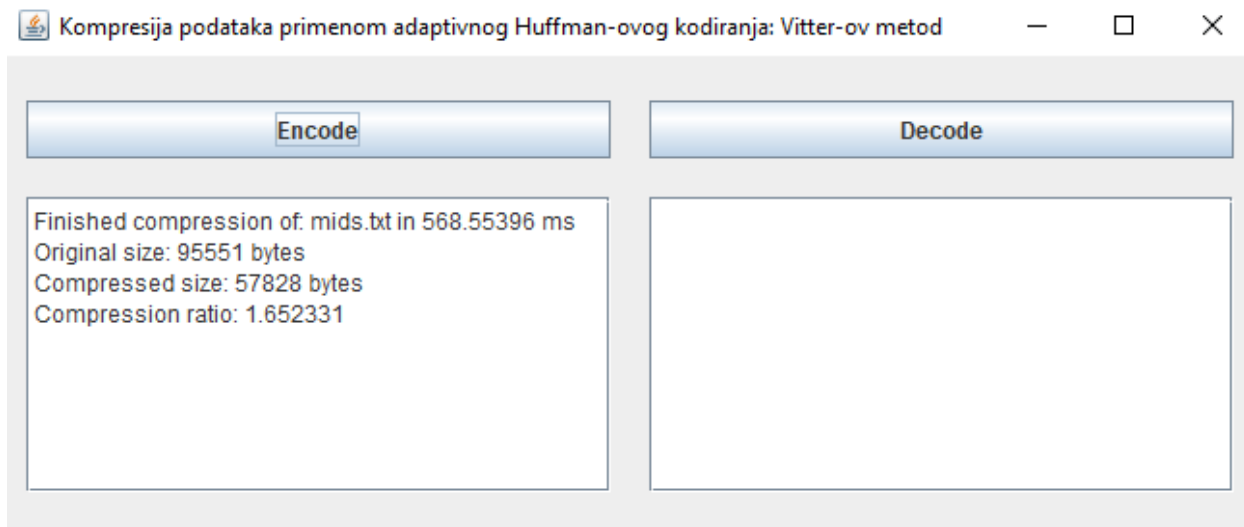 Kompresija podataka primenom adaptivnog Huffman-ovog kodiranja: Vitter-ov metod
Encode
Decode
Finished compression of: mids.txt in 568.55396 ms
Original size: 95551 bytes
Compressed size: 57828 bytes
Compression ratio: 1.652331